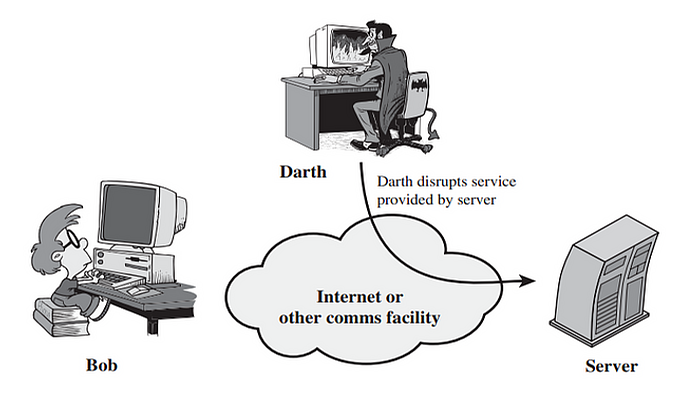 Darth
Darth disrupts service
provided by server
Internet or
other comms facility
Bob
Server